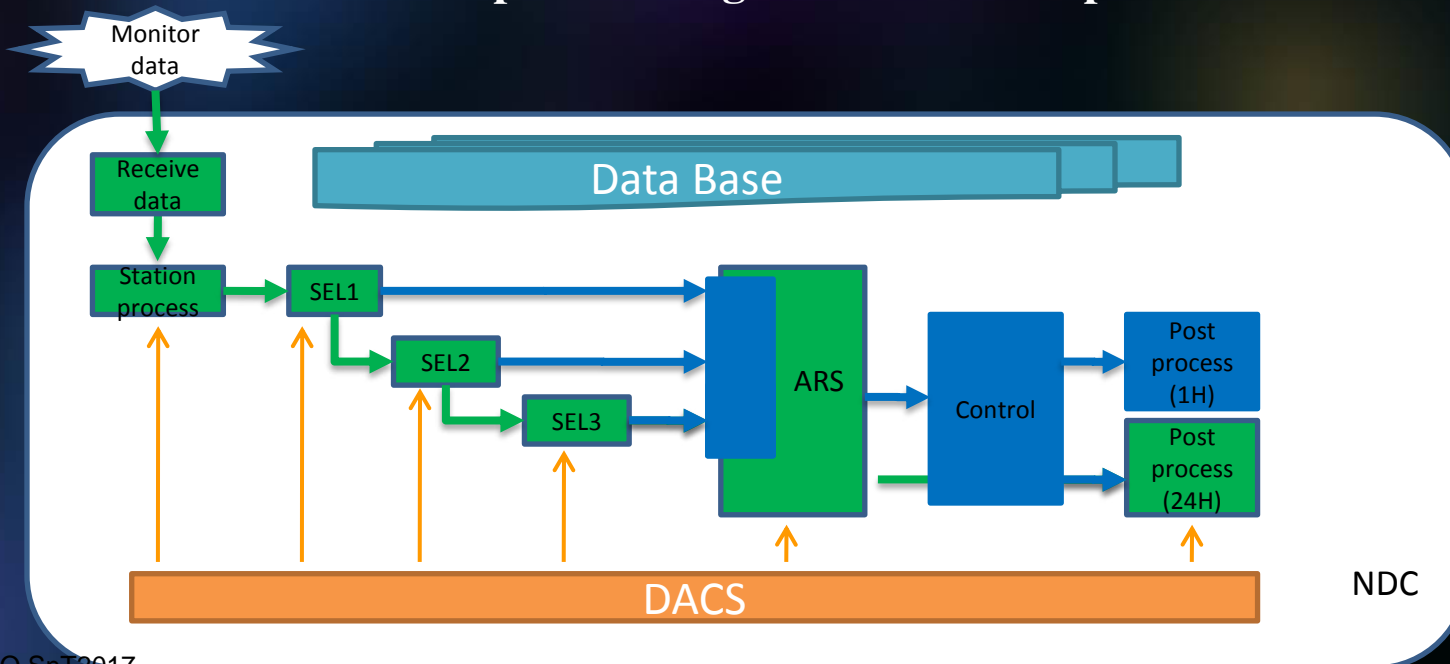 Monitor
data
Receive
data
Data Base
Station
process
SEL1
SEL2
SEL3
ARS
Control
Post
process
(1H)
Post
process
(24H)
DACS
NDC
SnT2017